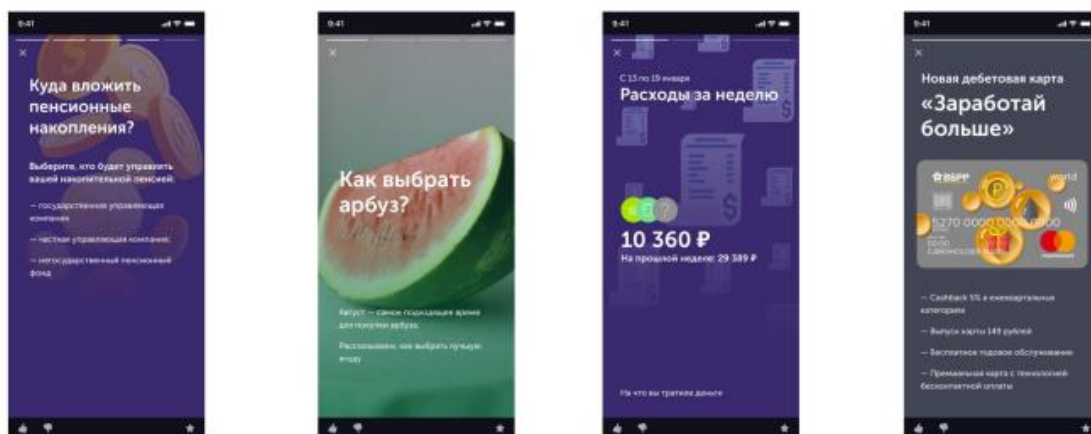 9:41
Куда вложить
пенсионные
накопления?
Выберите, кто будет управлять
вашей накопительной пенсией:
— государственная управляющая
компания
— частная управляющая компания;
— негосударственный пенсионный
фонд
9:41
Как выбрать
арбуз?
Август — самое подходящее время
для покупки арбуза.
Рассказываем, как выбрать лучшую
ягоду
9:41
С 13 по 19 января
Расходы за неделю
10 360 ₽
На прошлой неделе: 29 389 ₽
На что вы тратили деньги
9:41
Новая дебетовая карта
«Заработай
больше»
ВБРР
world
5270 0000 0000 0000
— Cashback 5% в ежеквартальных
категориях
— Выпуск карты 149 рублей
— Бесплатное годовое обслуживание
— Премиальная карта с технологией
бесконтактной оплаты